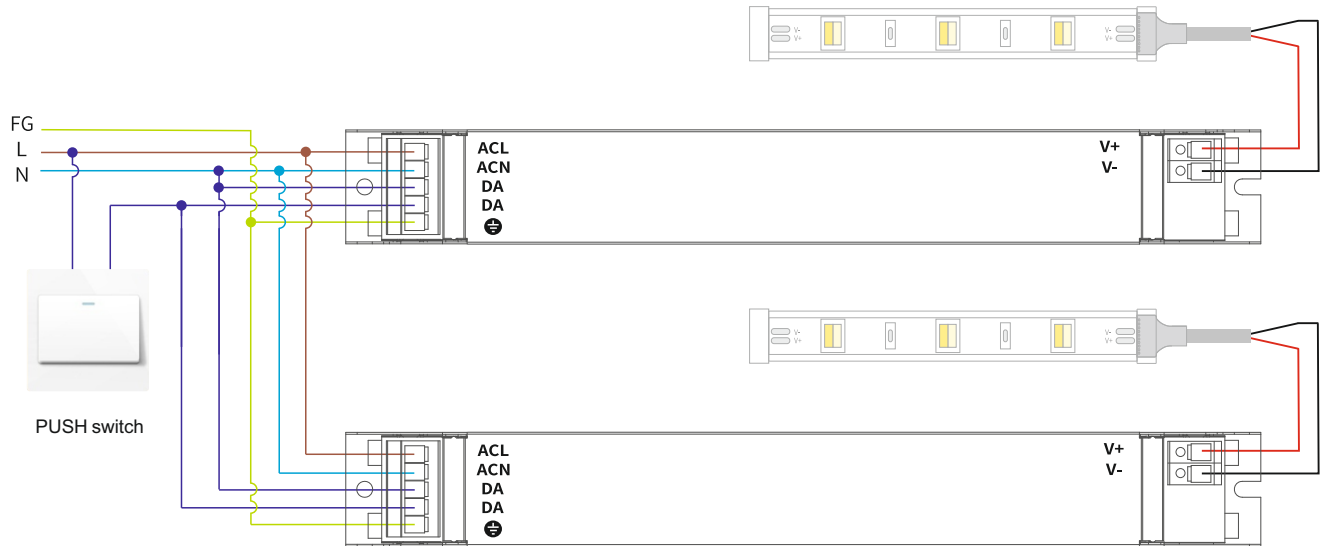 V-
V+
V-
V+
FG
L
N
ACL
ACN
DA
DA
V+
V-
V-
V+
V-
V+
PUSH switch
ACL
ACN
DA
DA
V+
V-